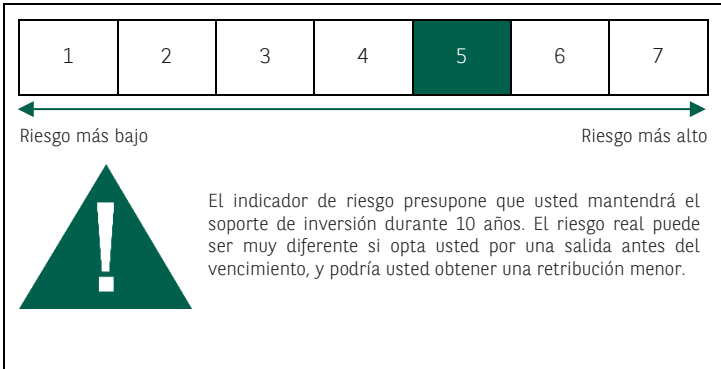 1 2 3 4 5 6 7
Riesgo más bajo Riesgo más alto
!
El indicador de riesgo presupone que usted mantendrá el
soporte de inversión durante 10 años. El riesgo real puede
ser muy diferente si opta usted por una salida antes del
vencimiento, y podría usted obtener una retribución menor.